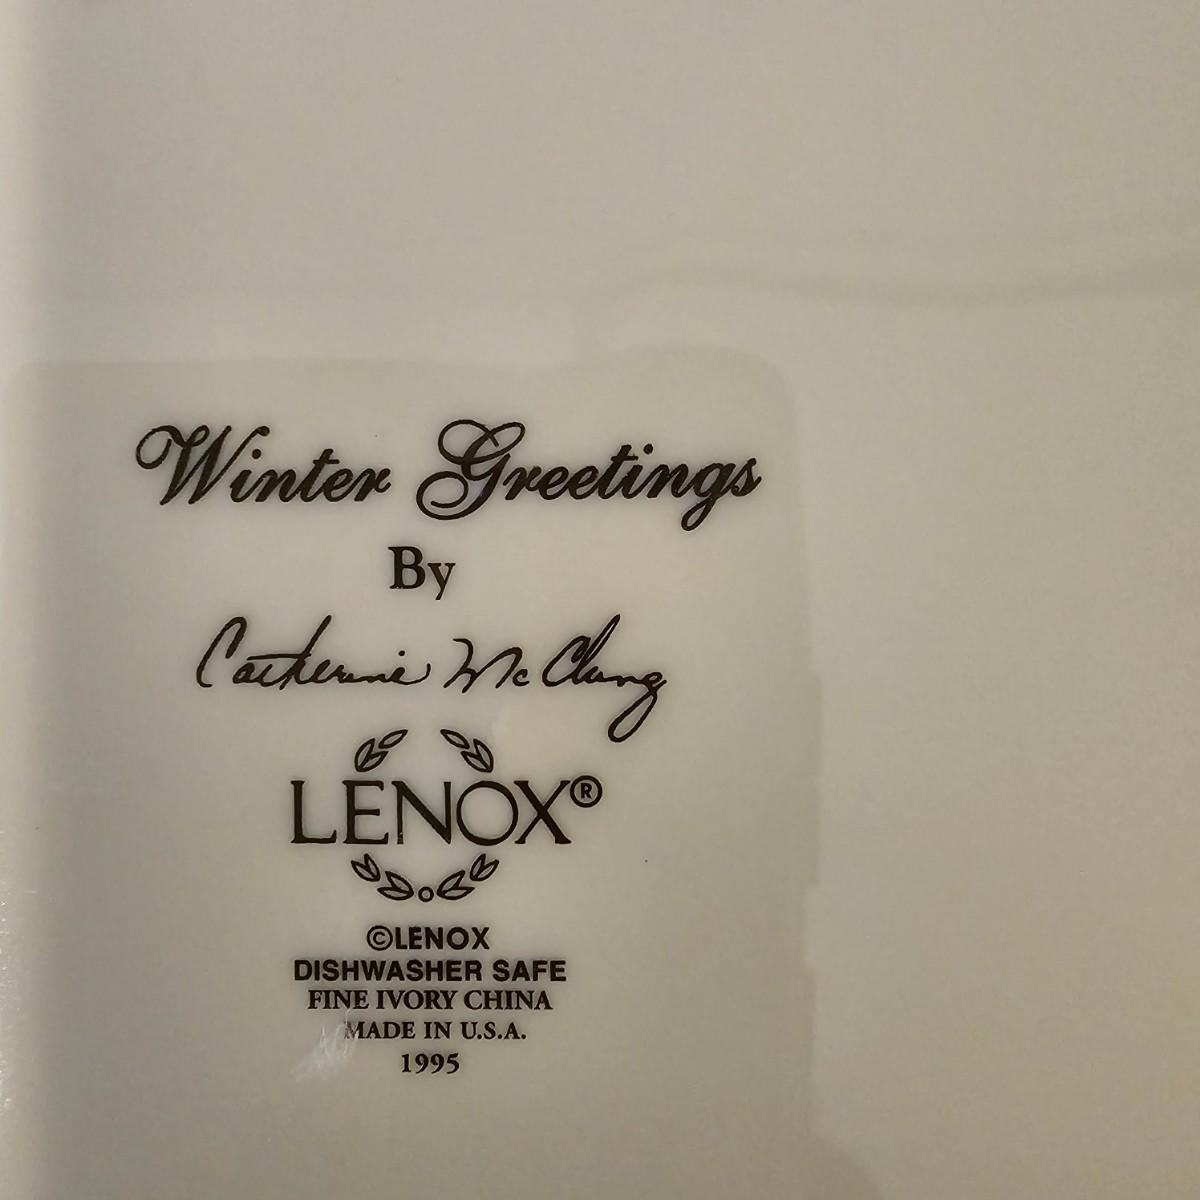 Winter Greetings
By
Catherine McClung
LENOX®
©LENOX
DISHWASHER SAFE
FINE IVORY CHINA
MADE IN U.S.A.
1995